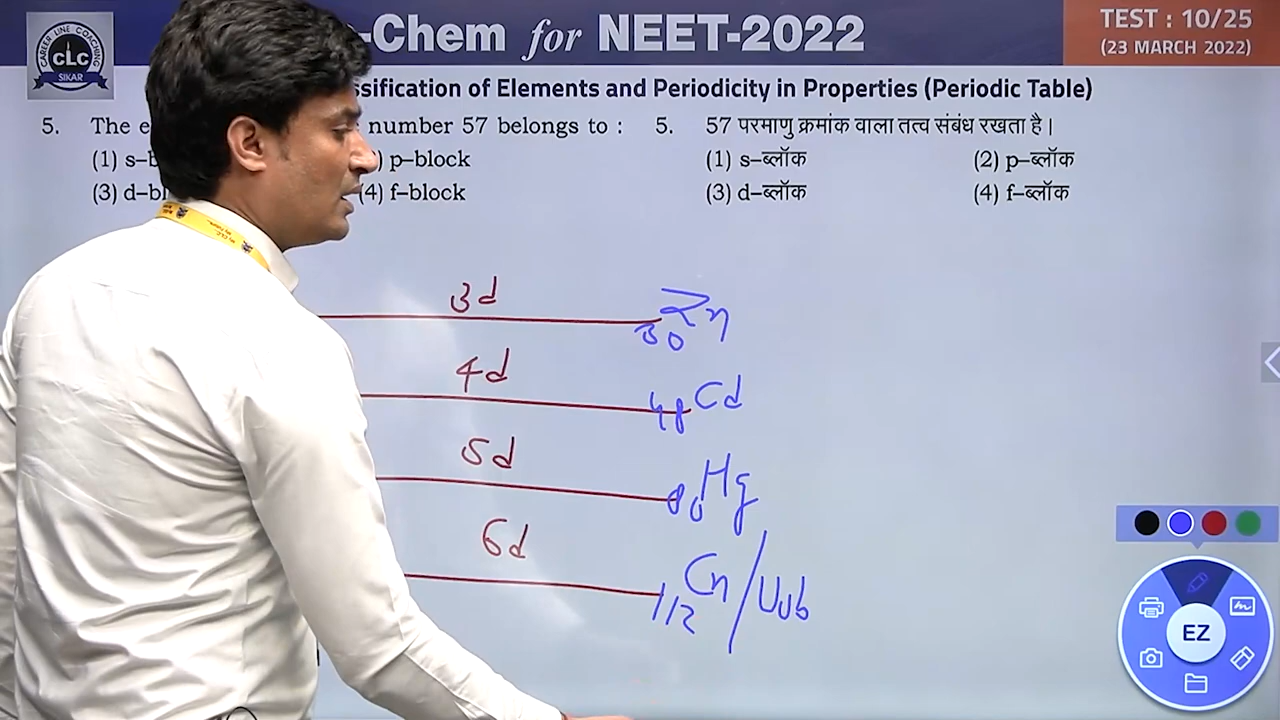 -Chem for NEET-2022
TEST : 10/25
(23 MARCH 2022)
CAREER LINE COACHING
CLC
SIKAR
ssification of Elements and Periodicity in Properties (Periodic Table)
5. The e number 57 belongs to :
(1) s-b ) p-block
(3) d-bl (4) f-block
5. 57 परमाणु क्रमांक वाला तत्व संबंध रखता है।
(1) s-ब्लॉक (2) p-ब्लॉक
(3) d-ब्लॉक (4) f-ब्लॉक
3d 30Zn
4d 48Cd
5d 80Hg
6d 112Cn/Uub
EZ